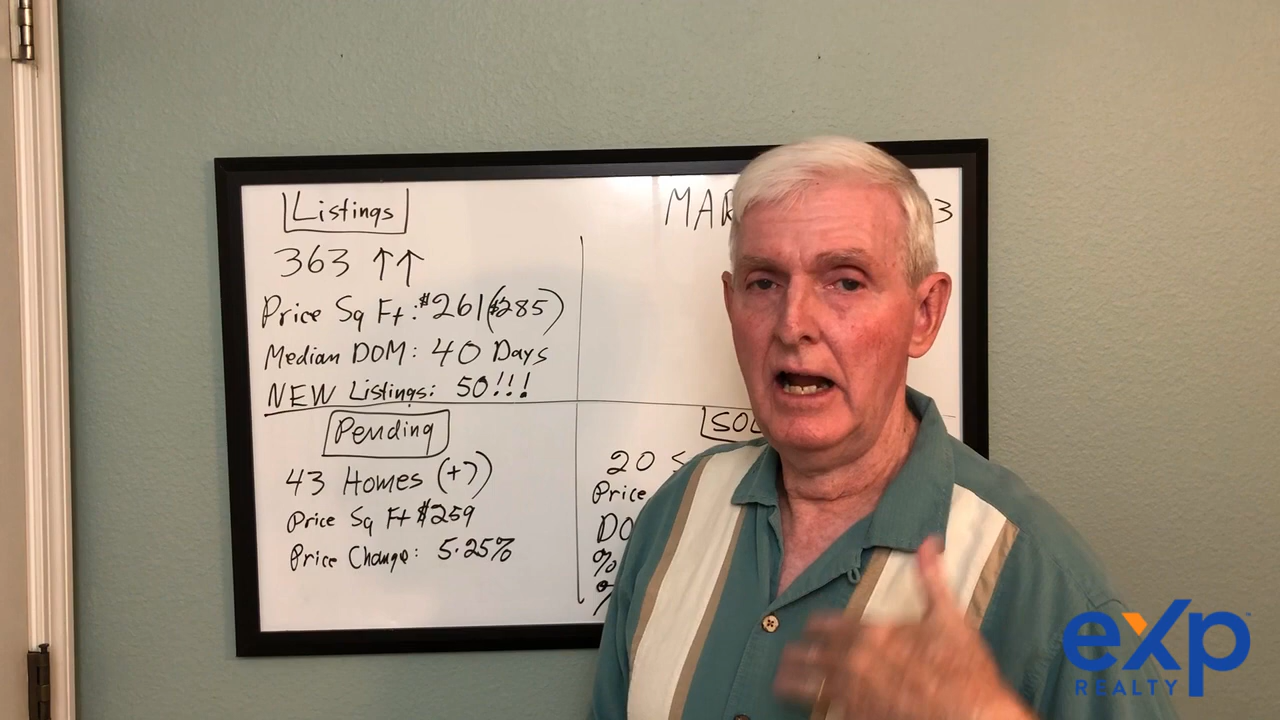 Listings
363 ↑↑
Price Sq Ft: $261 ($285)
Median DOM: 40 Days
NEW Listings: 50!!!
Pending
43 Homes (+7)
Price Sq Ft $259
Price Change: 5.25%
MAR
3
SOL
20 S
Price
DO
%
%
exp
REALTY